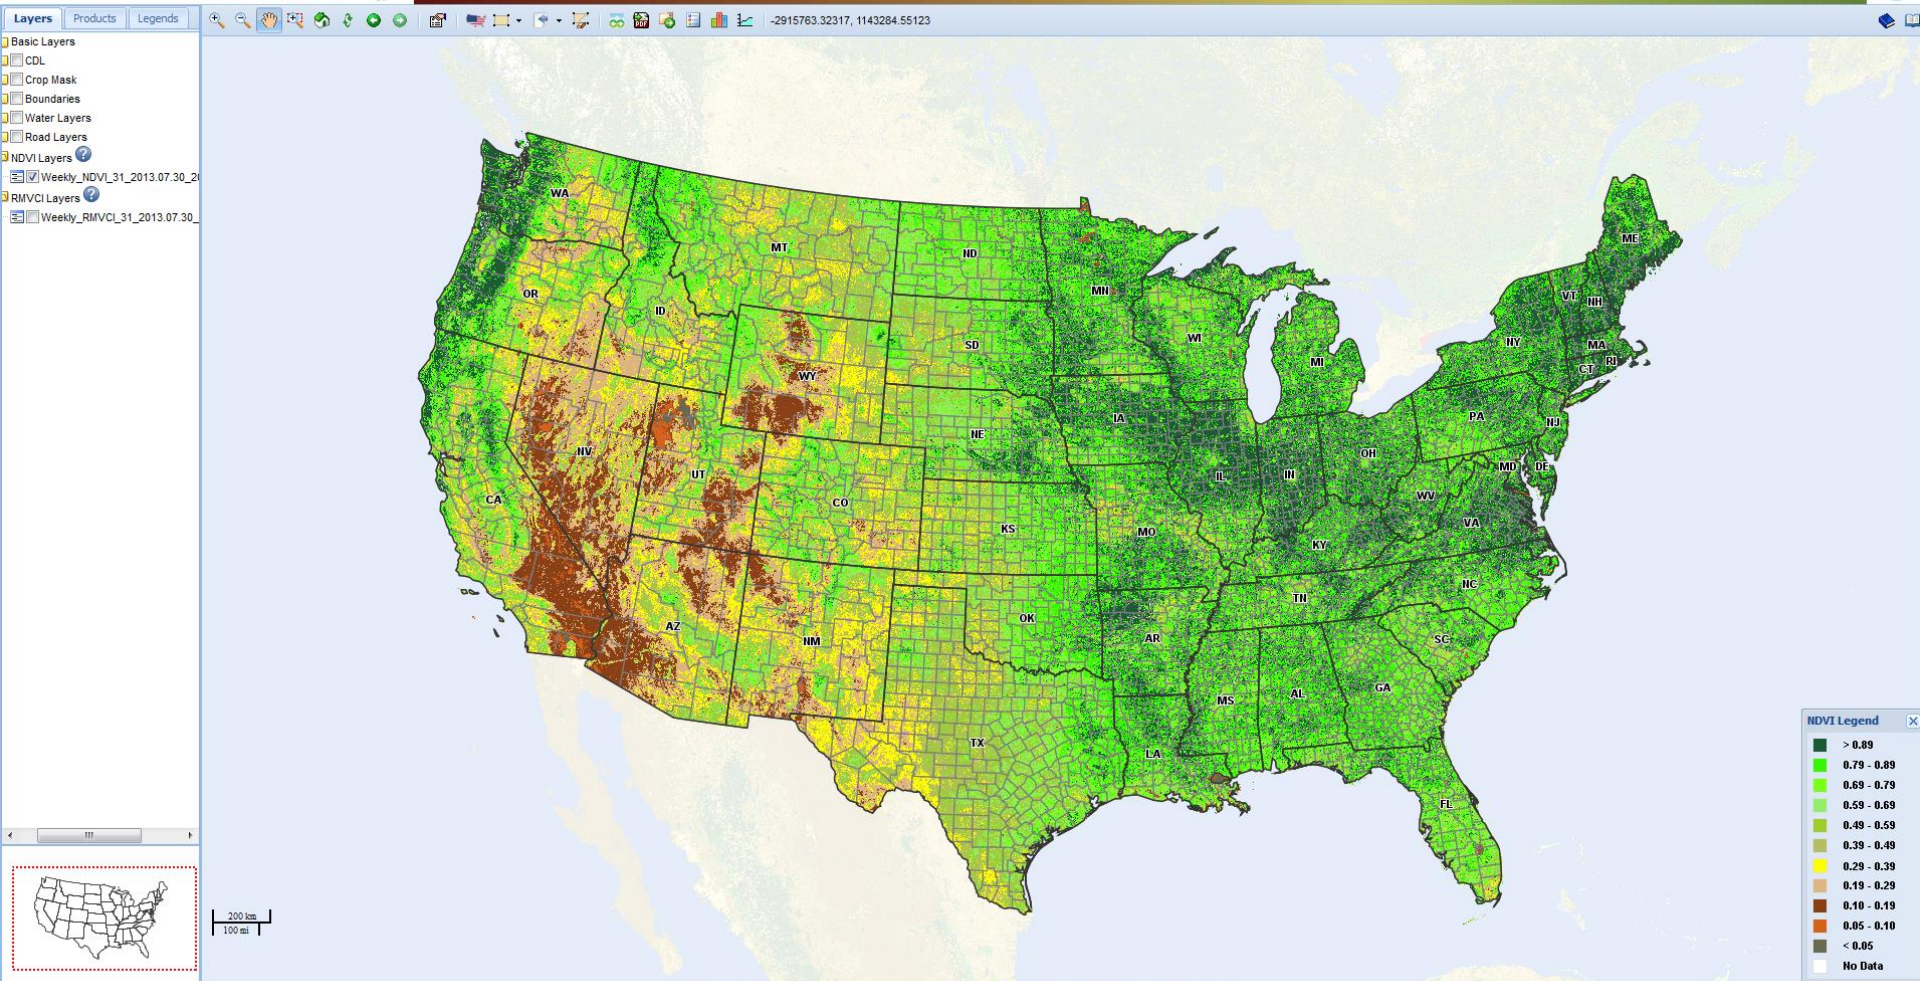 Layers Products Legends
-2915763.32317, 1143284.55123
Basic Layers
CDL
Crop Mask
Boundaries
Water Layers
Road Layers
NDVI Layers ?
Weekly_NDVI_31_2013.07.30_20
RMVCI Layers ?
Weekly_RMVCI_31_2013.07.30_
WA
MT
ND
MN
ME
OR
ID
SD
WI
MI
VT
NH
NY
MA
RI
CT
WY
IA
NE
PA
NJ
NV
UT
CO
IL
IN
OH
MD
DE
WV
VA
CA
KS
MO
KY
AZ
NM
OK
AR
TN
NC
SC
MS
AL
GA
TX
LA
FL
200 km
100 mi
NDVI Legend
> 0.89
0.79 - 0.89
0.69 - 0.79
0.59 - 0.69
0.49 - 0.59
0.39 - 0.49
0.29 - 0.39
0.19 - 0.29
0.10 - 0.19
0.05 - 0.10
< 0.05
No Data